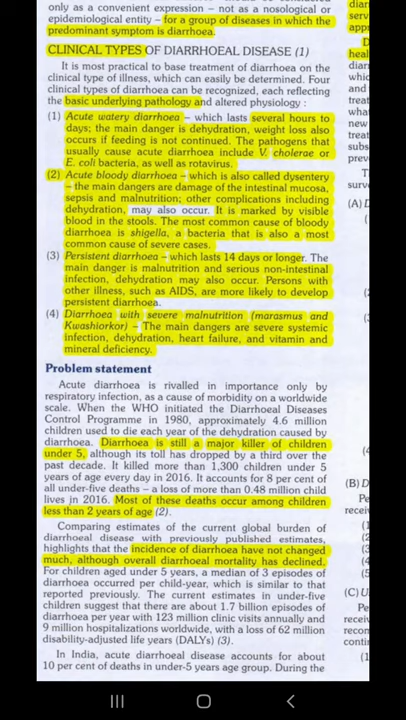 only as a convenient expression – not as a nosological or
epidemiological entity – for a group of diseases in which the
predominant symptom is diarrhoea.
CLINICAL TYPES OF DIARRHOEAL DISEASE (1)
It is most practical to base treatment of diarrhoea on the
clinical type of illness, which can easily be determined. Four
clinical types of diarrhoea can be recognized, each reflecting
the basic underlying pathology and altered physiology :
(1) Acute watery diarrhoea – which lasts several hours to
days; the main danger is dehydration, weight loss also
occurs if feeding is not continued. The pathogens that
usually cause acute diarrhoea include V. cholerae or
E. coli bacteria, as well as rotavirus.
(2) Acute bloody diarrhoea – which is also called dysentery
– the main dangers are damage of the intestinal mucosa,
sepsis and malnutrition; other complications including
dehydration, may also occur. It is marked by visible
blood in the stools. The most common cause of bloody
diarrhoea is shigella, a bacteria that is also a most
common cause of severe cases.
(3) Persistent diarrhoea – which lasts 14 days or longer. The
main danger is malnutrition and serious non-intestinal
infection, dehydration may also occur. Persons with
other illness, such as AIDS, are more likely to develop
persistent diarrhoea.
(4) Diarrhoea with severe malnutrition (marasmus and
Kwashiorkor) – The main dangers are severe systemic
infection, dehydration, heart failure, and vitamin and
mineral deficiency.
Problem statement
Acute diarrhoea is rivalled in importance only by
respiratory infection, as a cause of morbidity on a worldwide
scale. When the WHO initiated the Diarrhoeal Diseases
Control Programme in 1980, approximately 4.6 million
children used to die each year of the dehydration caused by
diarrhoea. Diarrhoea is still a major killer of children
under 5, although its toll has dropped by a third over the
past decade. It killed more than 1,300 children under 5
years of age every day in 2016. It accounts for 8 per cent of
all under-five deaths – a loss of more than 0.48 million child
lives in 2016. Most of these deaths occur among children
less than 2 years of age (2).
Comparing estimates of the current global burden of
diarrhoeal disease with previously published estimates,
highlights that the incidence of diarrhoea have not changed
much, although overall diarrhoeal mortality has declined.
For children aged under 5 years, a median of 3 episodes of
diarrhoea occurred per child-year, which is similar to that
reported previously. The current estimates in under-five
children suggest that there are about 1.7 billion episodes of
diarrhoea per year with 123 million clinic visits annually and
9 million hospitalizations worldwide, with a loss of 62 million
disability-adjusted life years (DALYs) (3).
In India, acute diarrhoeal disease accounts for about
10 per cent of deaths in under-5 years age group. During the
(A)
(B)
(C)